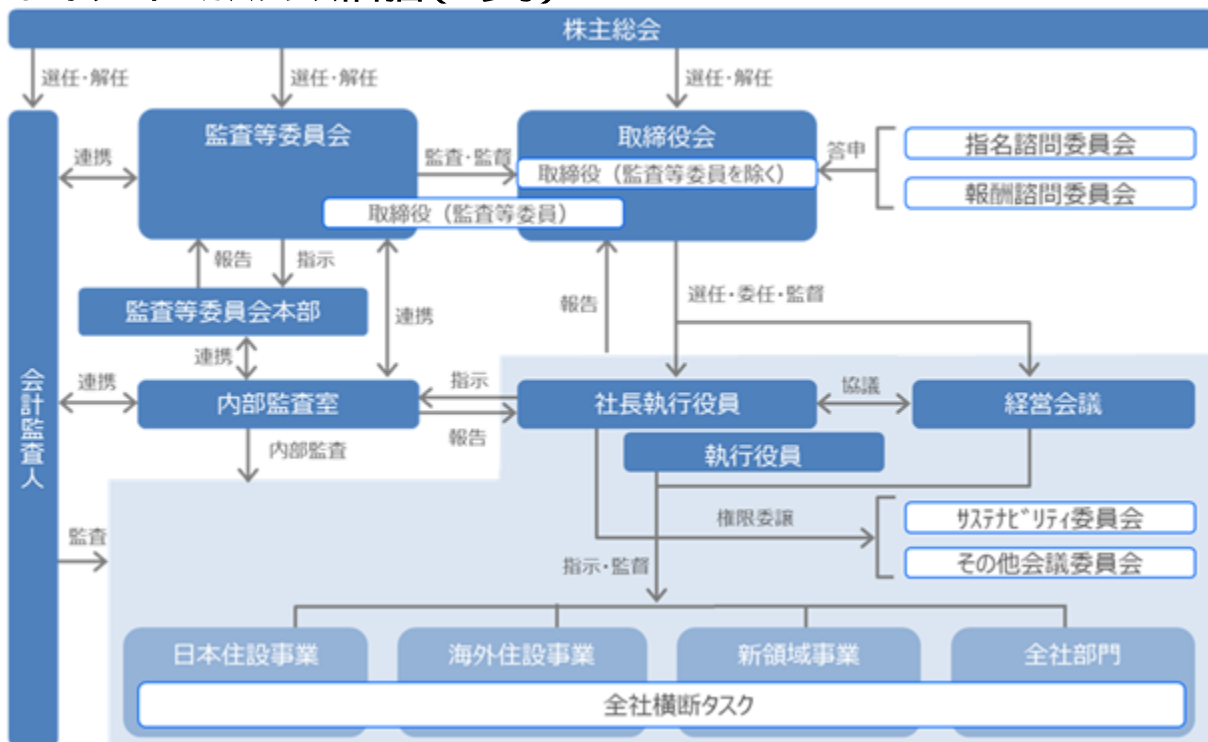 株主総会
選任・解任
選任・解任
選任・解任
監査等委員会
取締役会
連携
監査・監督
答申
指名諮問委員会
取締役（監査等委員を除く）
報酬諮問委員会
取締役（監査等委員）
報告
指示
選任・委任・監督
監査等委員会本部
連携
報告
連携
会計監査人
連携
内部監査室
指示
報告
社長執行役員
協議
経営会議
内部監査
執行役員
権限委譲
ｻｽﾃﾅﾋﾞﾘﾃｨ委員会
監査
その他会議委員会
指示・監督
日本住設事業
海外住設事業
新領域事業
全社部門
全社横断タスク